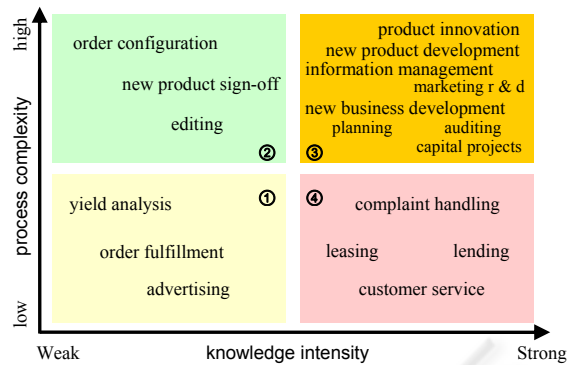 high
process complexity
low
order configuration
new product sign-off
editing
②
product innovation
new product development
information management
marketing r & d
new business development
planning auditing
③ capital projects
yield analysis ①
order fulfillment
advertising
④ complaint handling
leasing lending
customer service
Weak knowledge intensity Strong